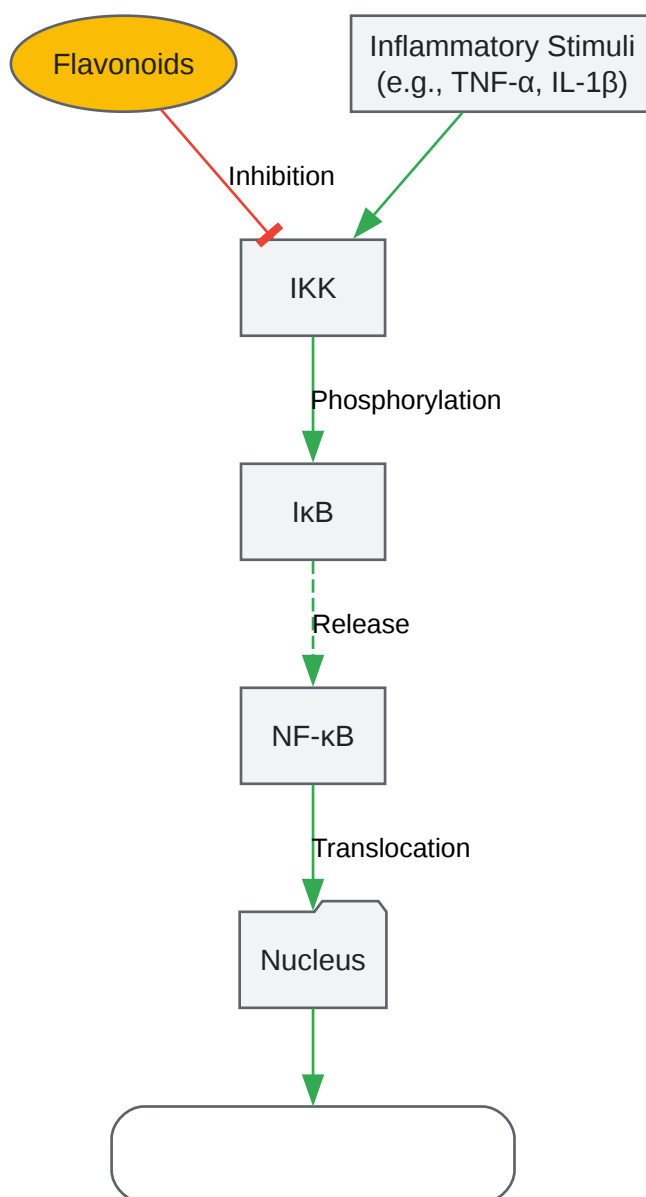 Flavonoids
Inflammatory Stimuli
(e.g., TNF-α, IL-1β)
Inhibition
IKK
Phosphorylation
IκB
Release
NF-κB
Translocation
Nucleus